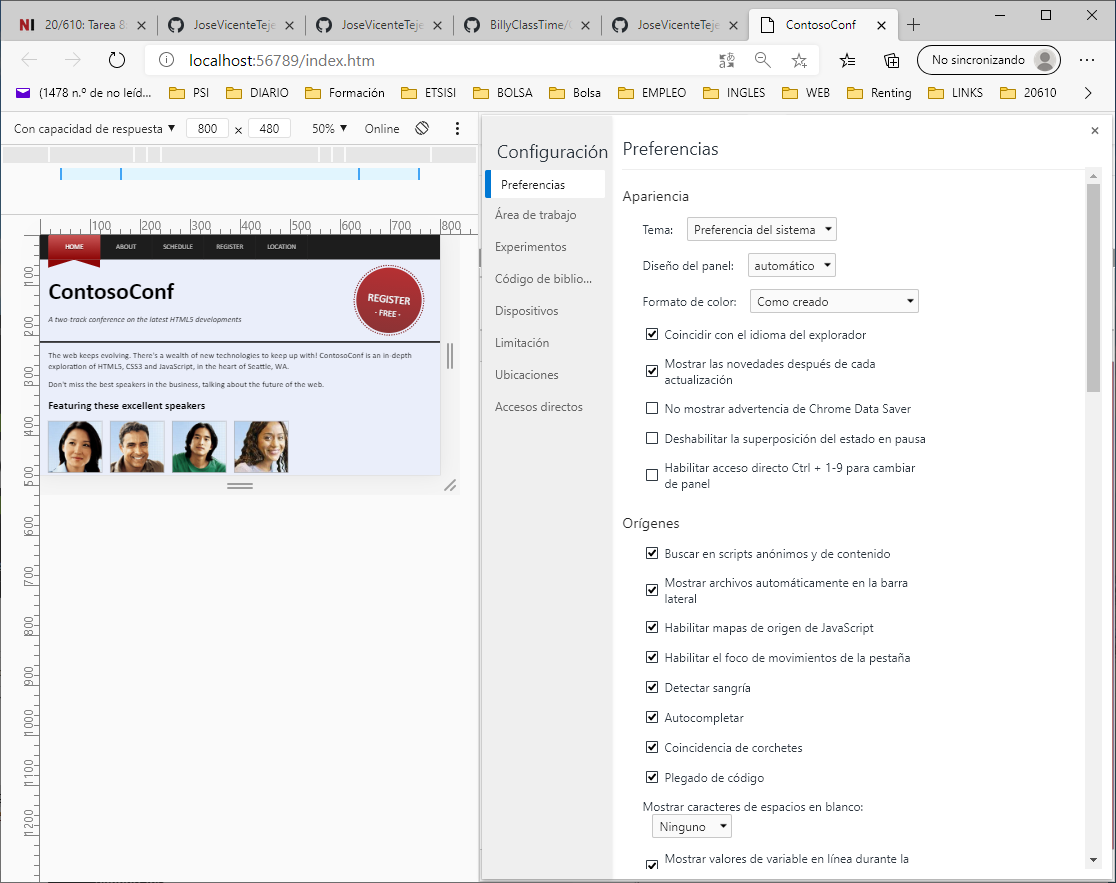 20/610: Tarea 8:
JoseVicenteTeje
JoseVicenteTeje
BillyClassTime/
JoseVicenteTeje
ContosoConf
localhost:56789/index.htm
No sincronizando
(1478 n.º de no leíd...
PSI
DIARIO
Formación
ETSISI
BOLSA
Bolsa
EMPLEO
INGLES
WEB
Renting
LINKS
20610
Con capacidad de respuesta
800
×
480
50%
Online
100
200
300
400
500
600
700
800
100
200
300
400
500
600
700
800
900
1000
1100
1200
HOME
ABOUT
SCHEDULE
REGISTER
LOCATION
ContosoConf
A two-track conference on the latest HTML5 developments
REGISTER
- FREE -
The web keeps evolving. There's a wealth of new technologies to keep up with! ContosoConf is an in-depth
exploration of HTML5, CSS3 and JavaScript, in the heart of Seattle, WA.
Don't miss the best speakers in the business, talking about the future of the web.
Featuring these excellent speakers
Configuración
Preferencias
Área de trabajo
Experimentos
Código de biblio...
Dispositivos
Limitación
Ubicaciones
Accesos directos
Preferencias
Apariencia
Tema:
Preferencia del sistema
Diseño del panel:
automático
Formato de color:
Como creado
Coincidir con el idioma del explorador
Mostrar las novedades después de cada
actualización
No mostrar advertencia de Chrome Data Saver
Deshabilitar la superposición del estado en pausa
Habilitar acceso directo Ctrl + 1-9 para cambiar
de panel
Orígenes
Buscar en scripts anónimos y de contenido
Mostrar archivos automáticamente en la barra
lateral
Habilitar mapas de origen de JavaScript
Habilitar el foco de movimientos de la pestaña
Detectar sangría
Autocompletar
Coincidencia de corchetes
Plegado de código
Mostrar caracteres de espacios en blanco:
Ninguno
Mostrar valores de variable en línea durante la